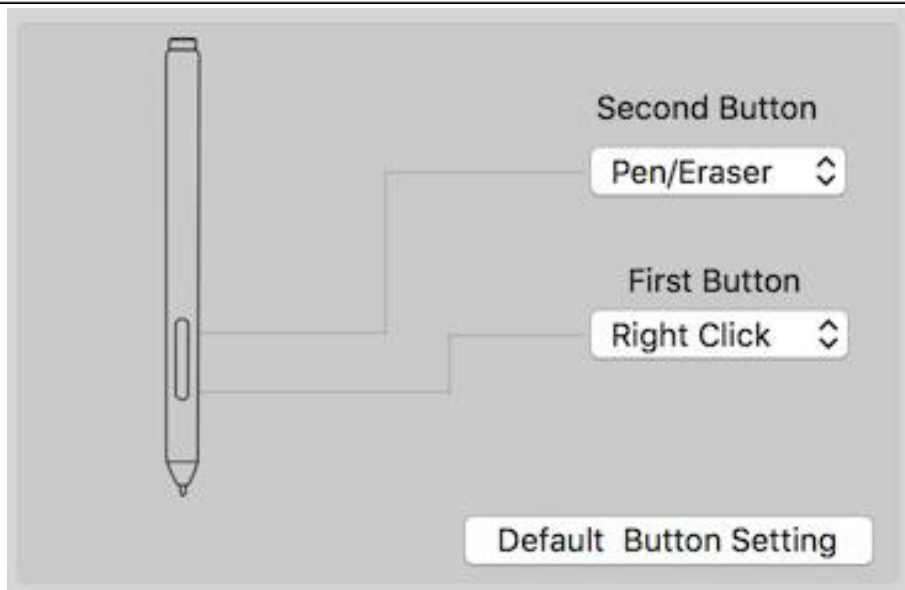 Second Button
Pen/Eraser
First Button
Right Click
Default  Button Setting